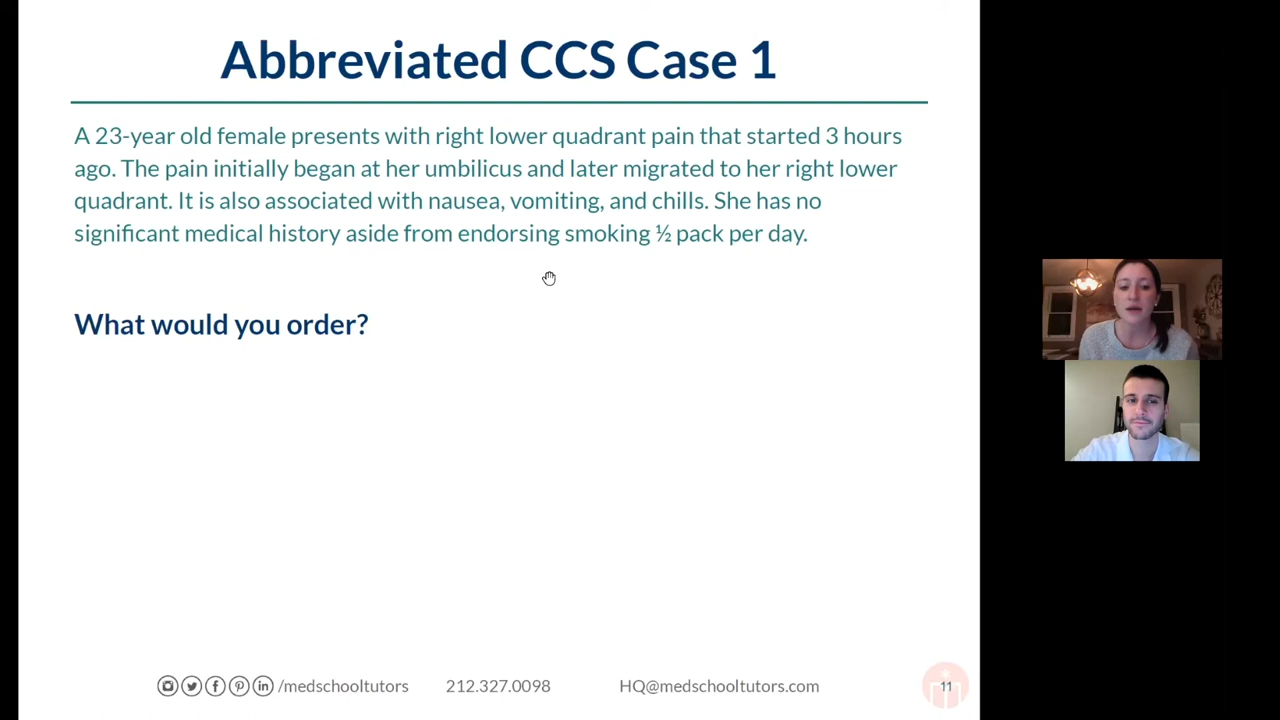 Abbreviated CCS Case 1
A 23-year old female presents with right lower quadrant pain that started 3 hours
ago. The pain initially began at her umbilicus and later migrated to her right lower
quadrant. It is also associated with nausea, vomiting, and chills. She has no
significant medical history aside from endorsing smoking ½ pack per day.
What would you order?
/medschooltutors 212.327.0098 HQ@medschooltutors.com 11